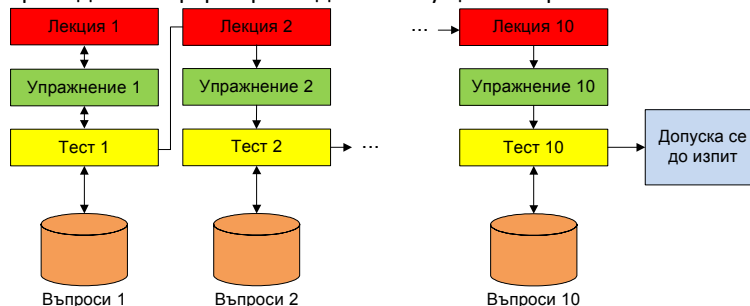 Лекция 1
Лекция 2
...
Лекция 10
Упражнение 1
Упражнение 2
Упражнение 10
Тест 1
Тест 2
...
Тест 10
Допуска се
до изпит
Въпроси 1
Въпроси 2
Въпроси 10